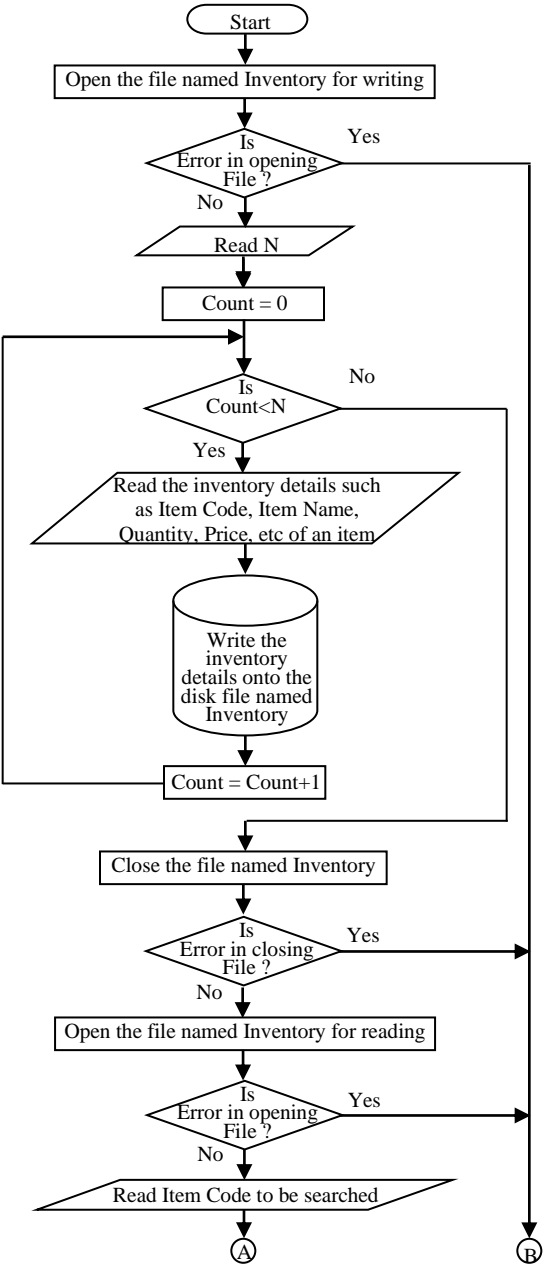 Start
Open the file named Inventory for writing
Is
Error in opening
File ?
Yes
No
Read N
Count = 0
Is
Count<N
No
Yes
Read the inventory details such
as Item Code, Item Name,
Quantity, Price, etc of an item
Write the
inventory
details onto the
disk file named
Inventory
Count = Count+1
Close the file named Inventory
Is
Error in closing
File ?
Yes
No
Open the file named Inventory for reading
Is
Error in opening
File ?
Yes
No
Read Item Code to be searched
A
B